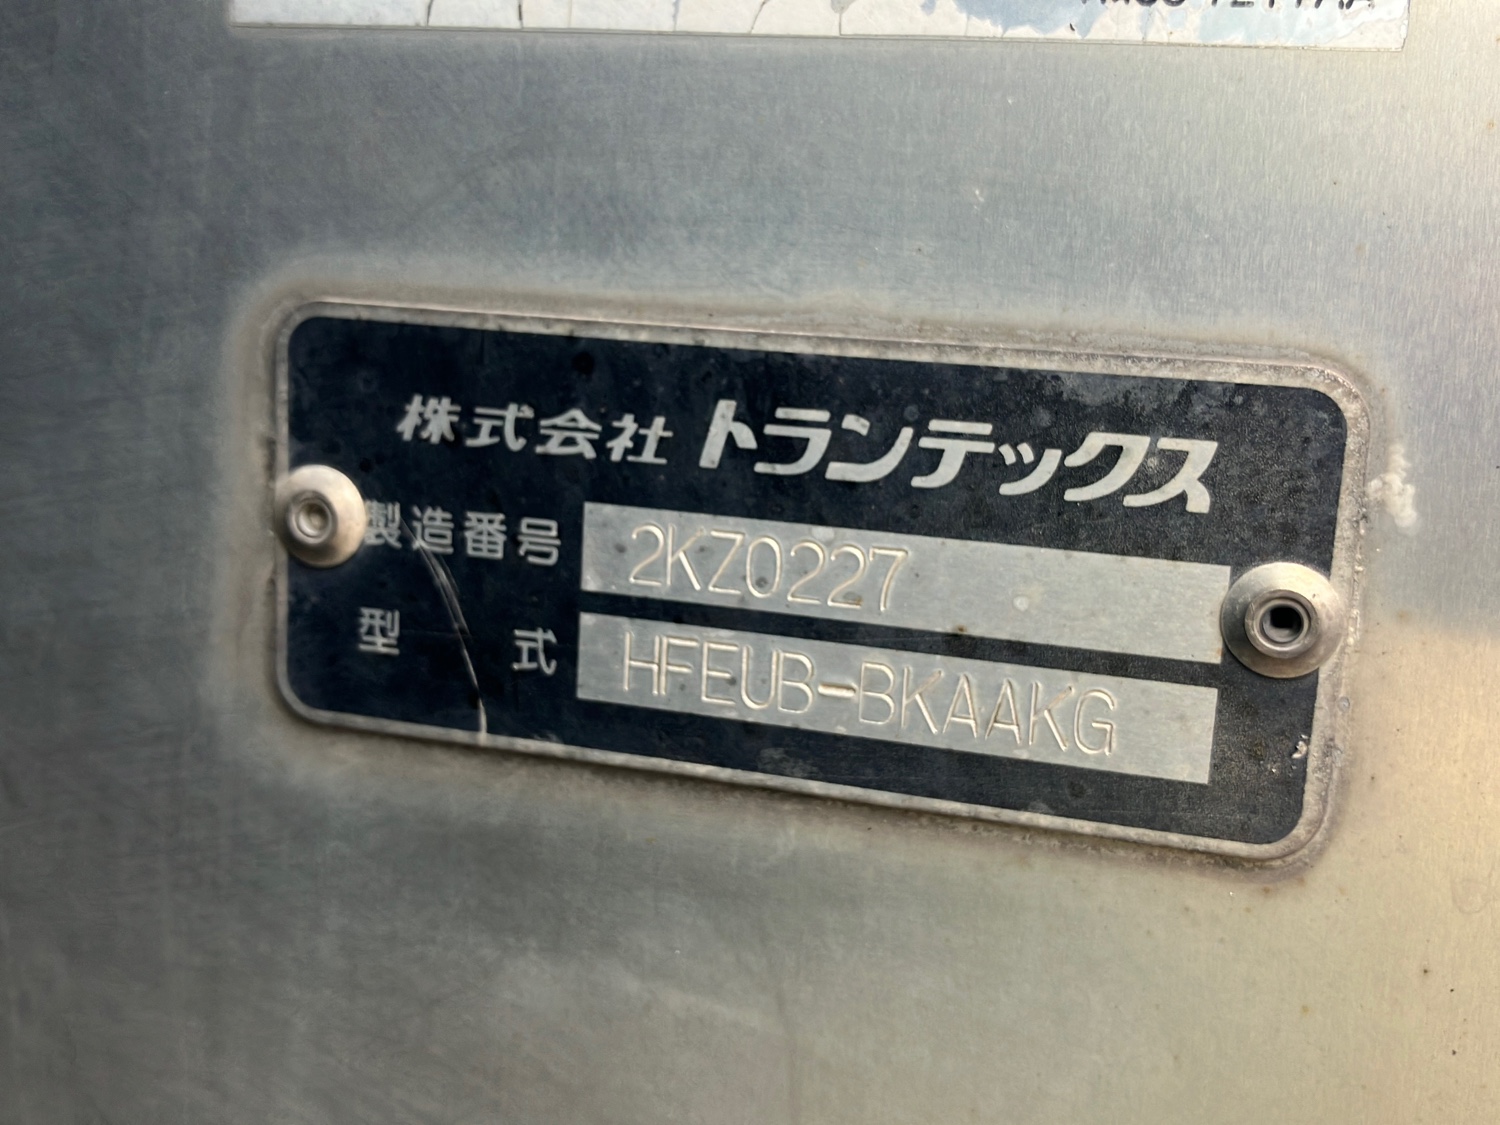 株式会社 トランテックス
製造番号 2KZ0227
型式 HFEUB-BKAAKG